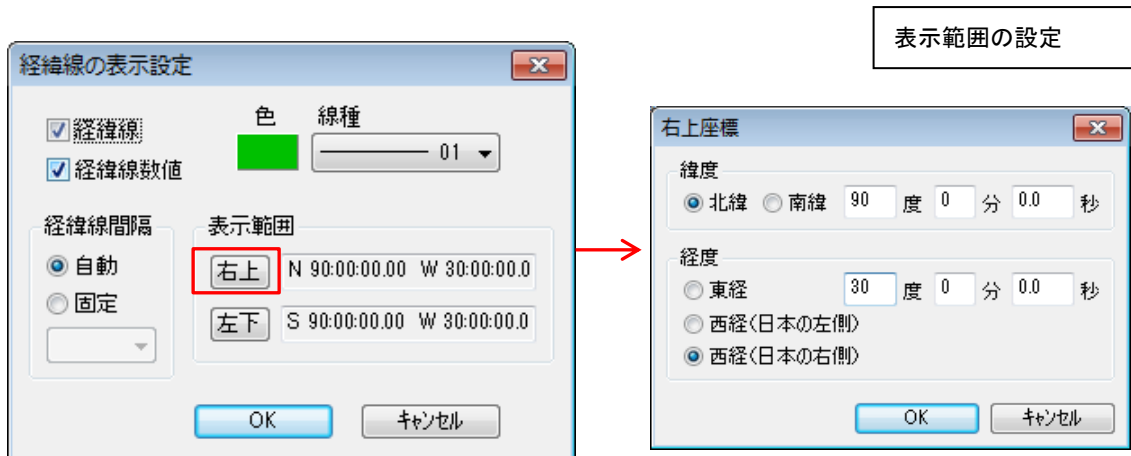 表示範囲の設定
経緯線の表示設定
色 線種
経緯線
01
経緯線数値
経緯線間隔
自動
固定
表示範囲
右上 N 90:00:00.00 W 30:00:00.0
左下 S 90:00:00.00 W 30:00:00.0
OK キャンセル
右上座標
緯度
北緯 南緯 90 度 0 分 0.0 秒
経度
東経 30 度 0 分 0.0 秒
西経(日本の左側)
西経(日本の右側)
OK キャンセル